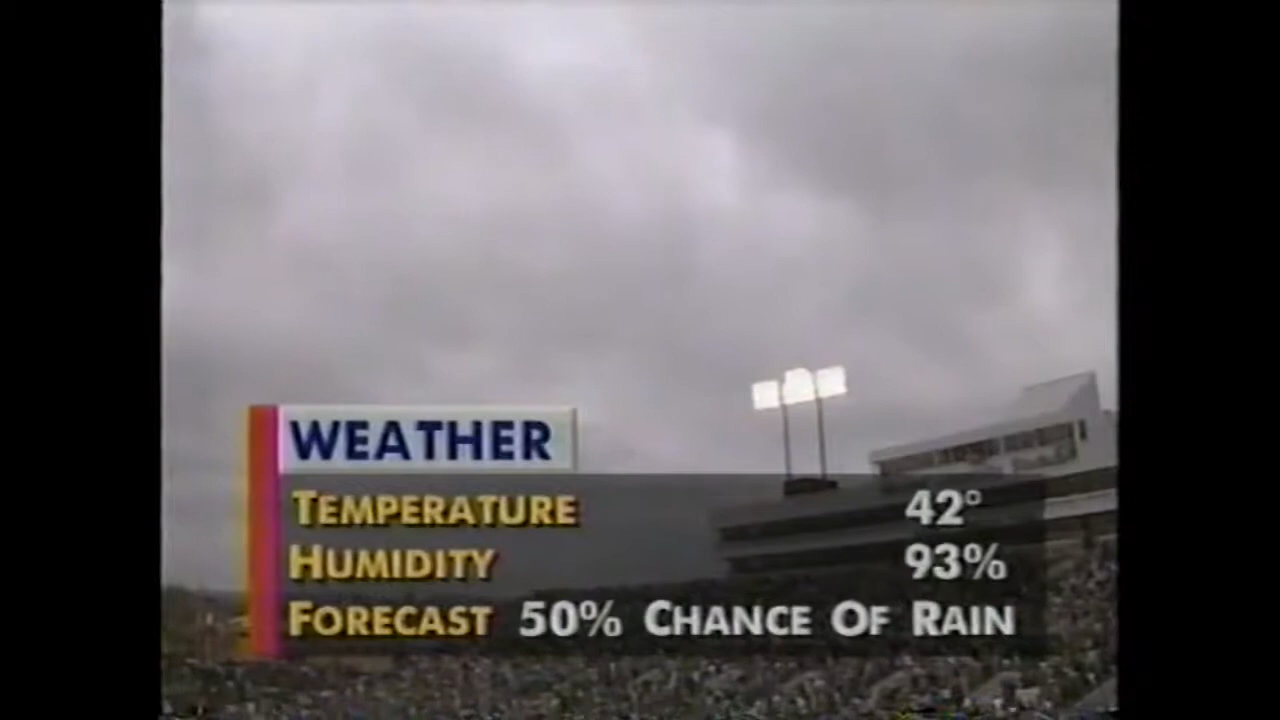 WEATHER
TEMPERATURE 42°
HUMIDITY 93%
FORECAST 50% CHANCE OF RAIN